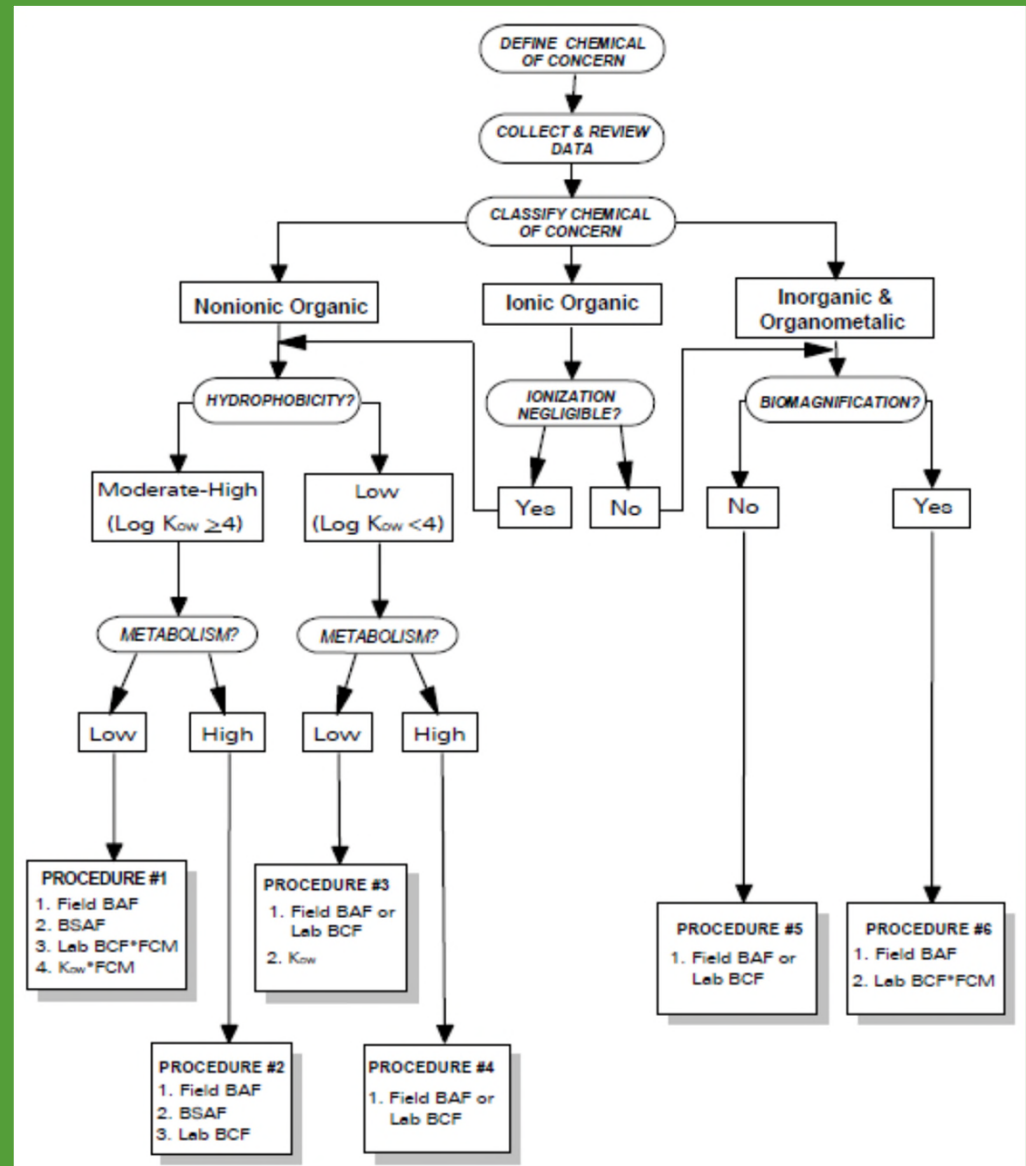 DEFINE CHEMICAL
OF CONCERN
COLLECT & REVIEW
DATA
CLASSIFY CHEMICAL
OF CONCERN
Nonionic Organic
Ionic Organic
Inorganic &
Organometalic
HYDROPHOBICITY?
IONIZATION
NEGLIGIBLE?
BIOMAGNIFICATION?
Moderate-High
(Log Kow ≥4)
Low
(Log Kow <4)
Yes
No
No
Yes
METABOLISM?
METABOLISM?
Low
High
Low
High
PROCEDURE #1
1. Field BAF
2. BSAF
3. Lab BCF*FCM
4. Kow*FCM
PROCEDURE #3
1. Field BAF or
Lab BCF
2. Kow
PROCEDURE #5
1. Field BAF or
Lab BCF
PROCEDURE #6
1. Field BAF
2. Lab BCF*FCM
PROCEDURE #2
1. Field BAF
2. BSAF
3. Lab BCF
PROCEDURE #4
1. Field BAF or
Lab BCF